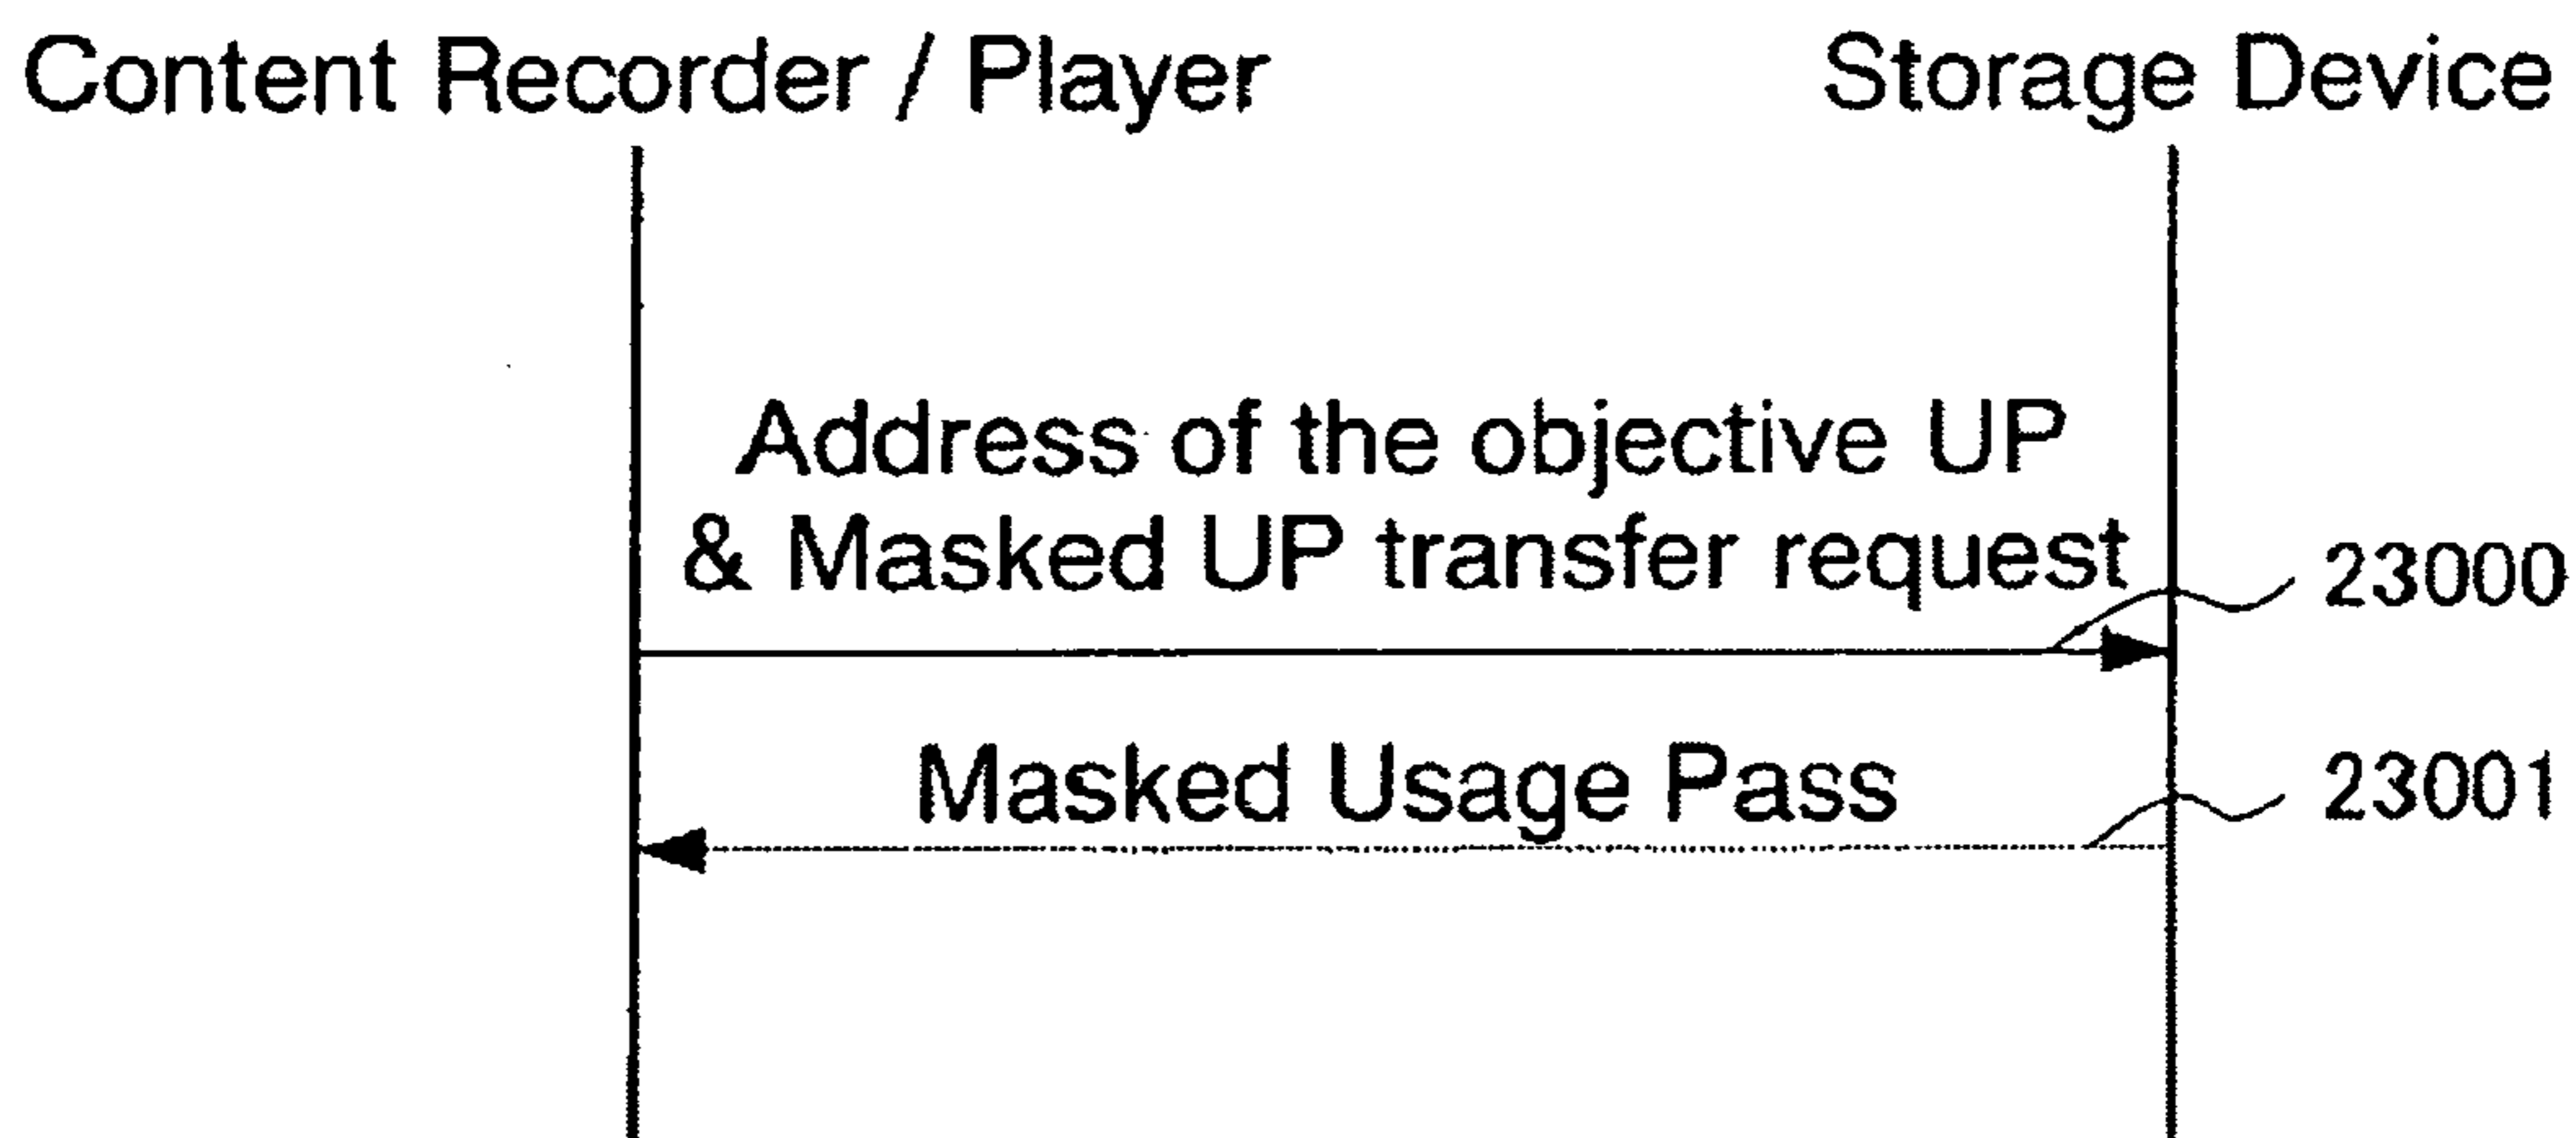 Content Recorder / Player
Storage Device
Address of the objective UP
& Masked UP transfer request
23000
Masked Usage Pass
23001